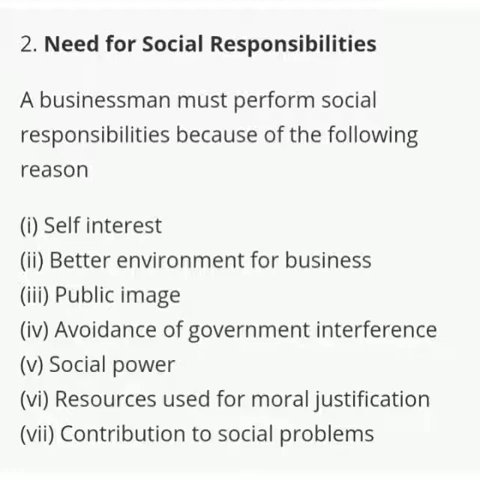 2. Need for Social Responsibilities
A businessman must perform social
responsibilities because of the following
reason
(i) Self interest
(ii) Better environment for business
(iii) Public image
(iv) Avoidance of government interference
(v) Social power
(vi) Resources used for moral justification
(vii) Contribution to social problems